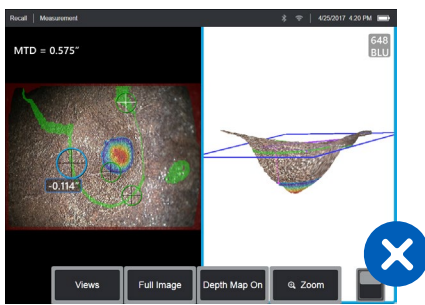 Recall | Measurement
4/25/2017 4:20 PM
MTD = 0.575"
648
BLU
-0.114"
Views
Full Image
Depth Map On
Zoom